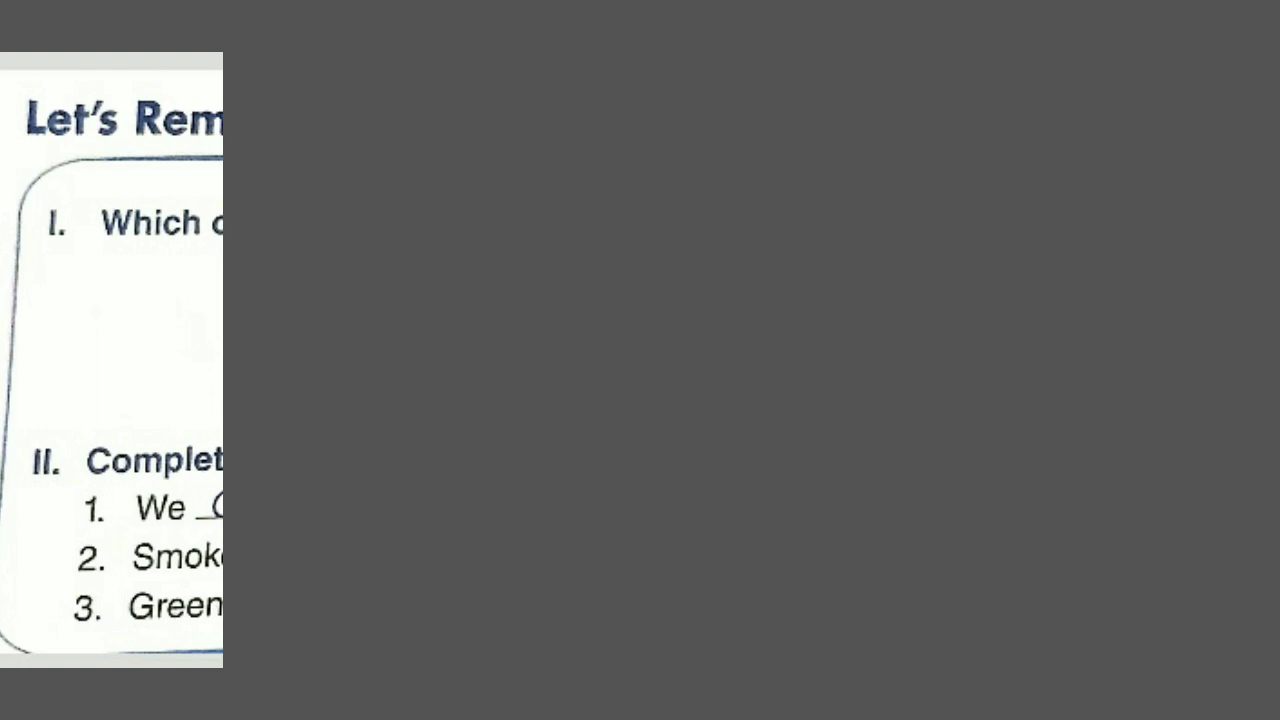 Let's Rem
I. Which
II. Complet
1. We
2. Smok
3. Green